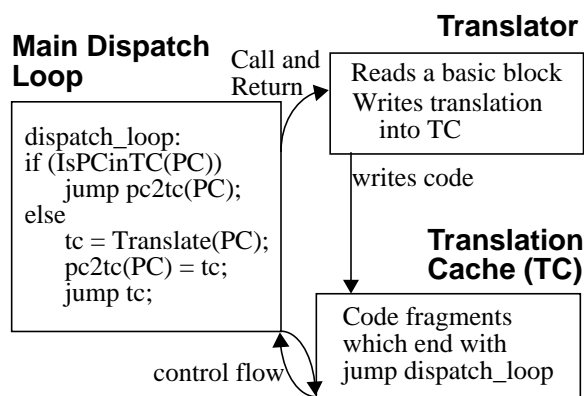 Main Dispatch
Loop
dispatch_loop:
if (IsPCinTC(PC))
jump pc2tc(PC);
else
tc = Translate(PC);
pc2tc(PC) = tc;
jump tc;
Call and
Return
Translator
Reads a basic block
Writes translation
into TC
writes code
Translation
Cache (TC)
Code fragments
which end with
jump dispatch_loop
control flow